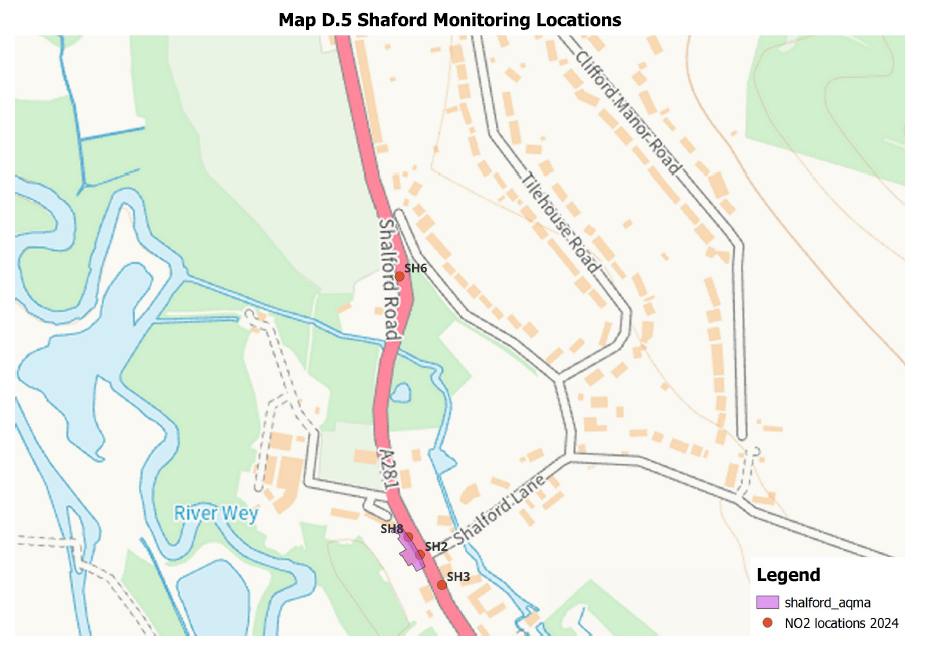 Map D.5 Shaford Monitoring Locations
Clifford Manor Road
Tilehouse Road
Shalford Road
SH6
A281
River Wey
Shalford Lane
SH8
SH2
SH3
Legend
shalford_aqma
NO2 locations 2024